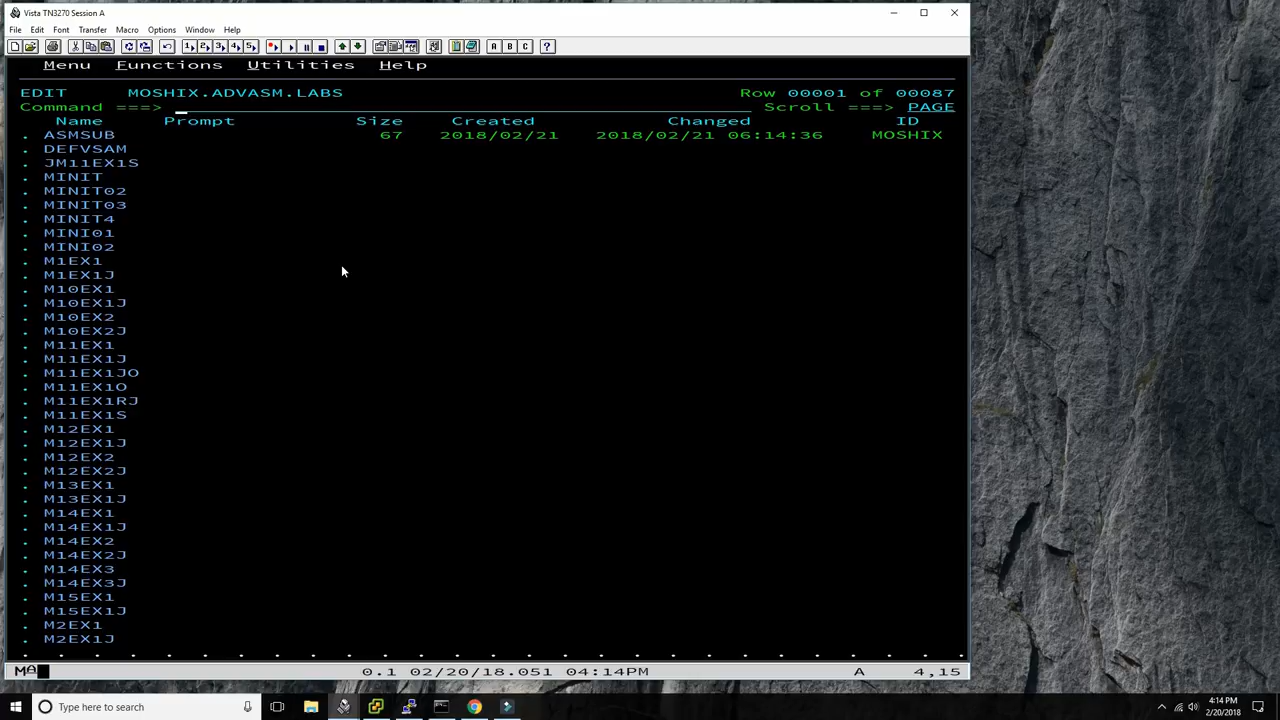 Vista TN3270 Session A
File Edit Font Transfer Macro Options Window Help
Menu Functions Utilities Help
EDIT MOSHIX.ADVASM.LABS Row 00001 of 00087
Command ===> Scroll ===> PAGE
Name Prompt Size Created Changed ID
. ASMSUB 67 2018/02/21 2018/02/21 06:14:36 MOSHIX
. DEFVSAM
. JM11EX1S
. MINIT
. MINIT02
. MINIT03
. MINIT4
. MINI01
. MINI02
. M1EX1
. M1EX1J
. M10EX1
. M10EX1J
. M10EX2
. M10EX2J
. M11EX1
. M11EX1J
. M11EX1JO
. M11EX1O
. M11EX1RJ
. M11EX1S
. M12EX1
. M12EX1J
. M12EX2
. M12EX2J
. M13EX1
. M13EX1J
. M14EX1
. M14EX1J
. M14EX2
. M14EX2J
. M14EX3
. M14EX3J
. M15EX1
. M15EX1J
. M2EX1
. M2EX1J
0.1 02/20/18.051 04:14PM A 4,15
Type here to search
4:14 PM
2/20/2018